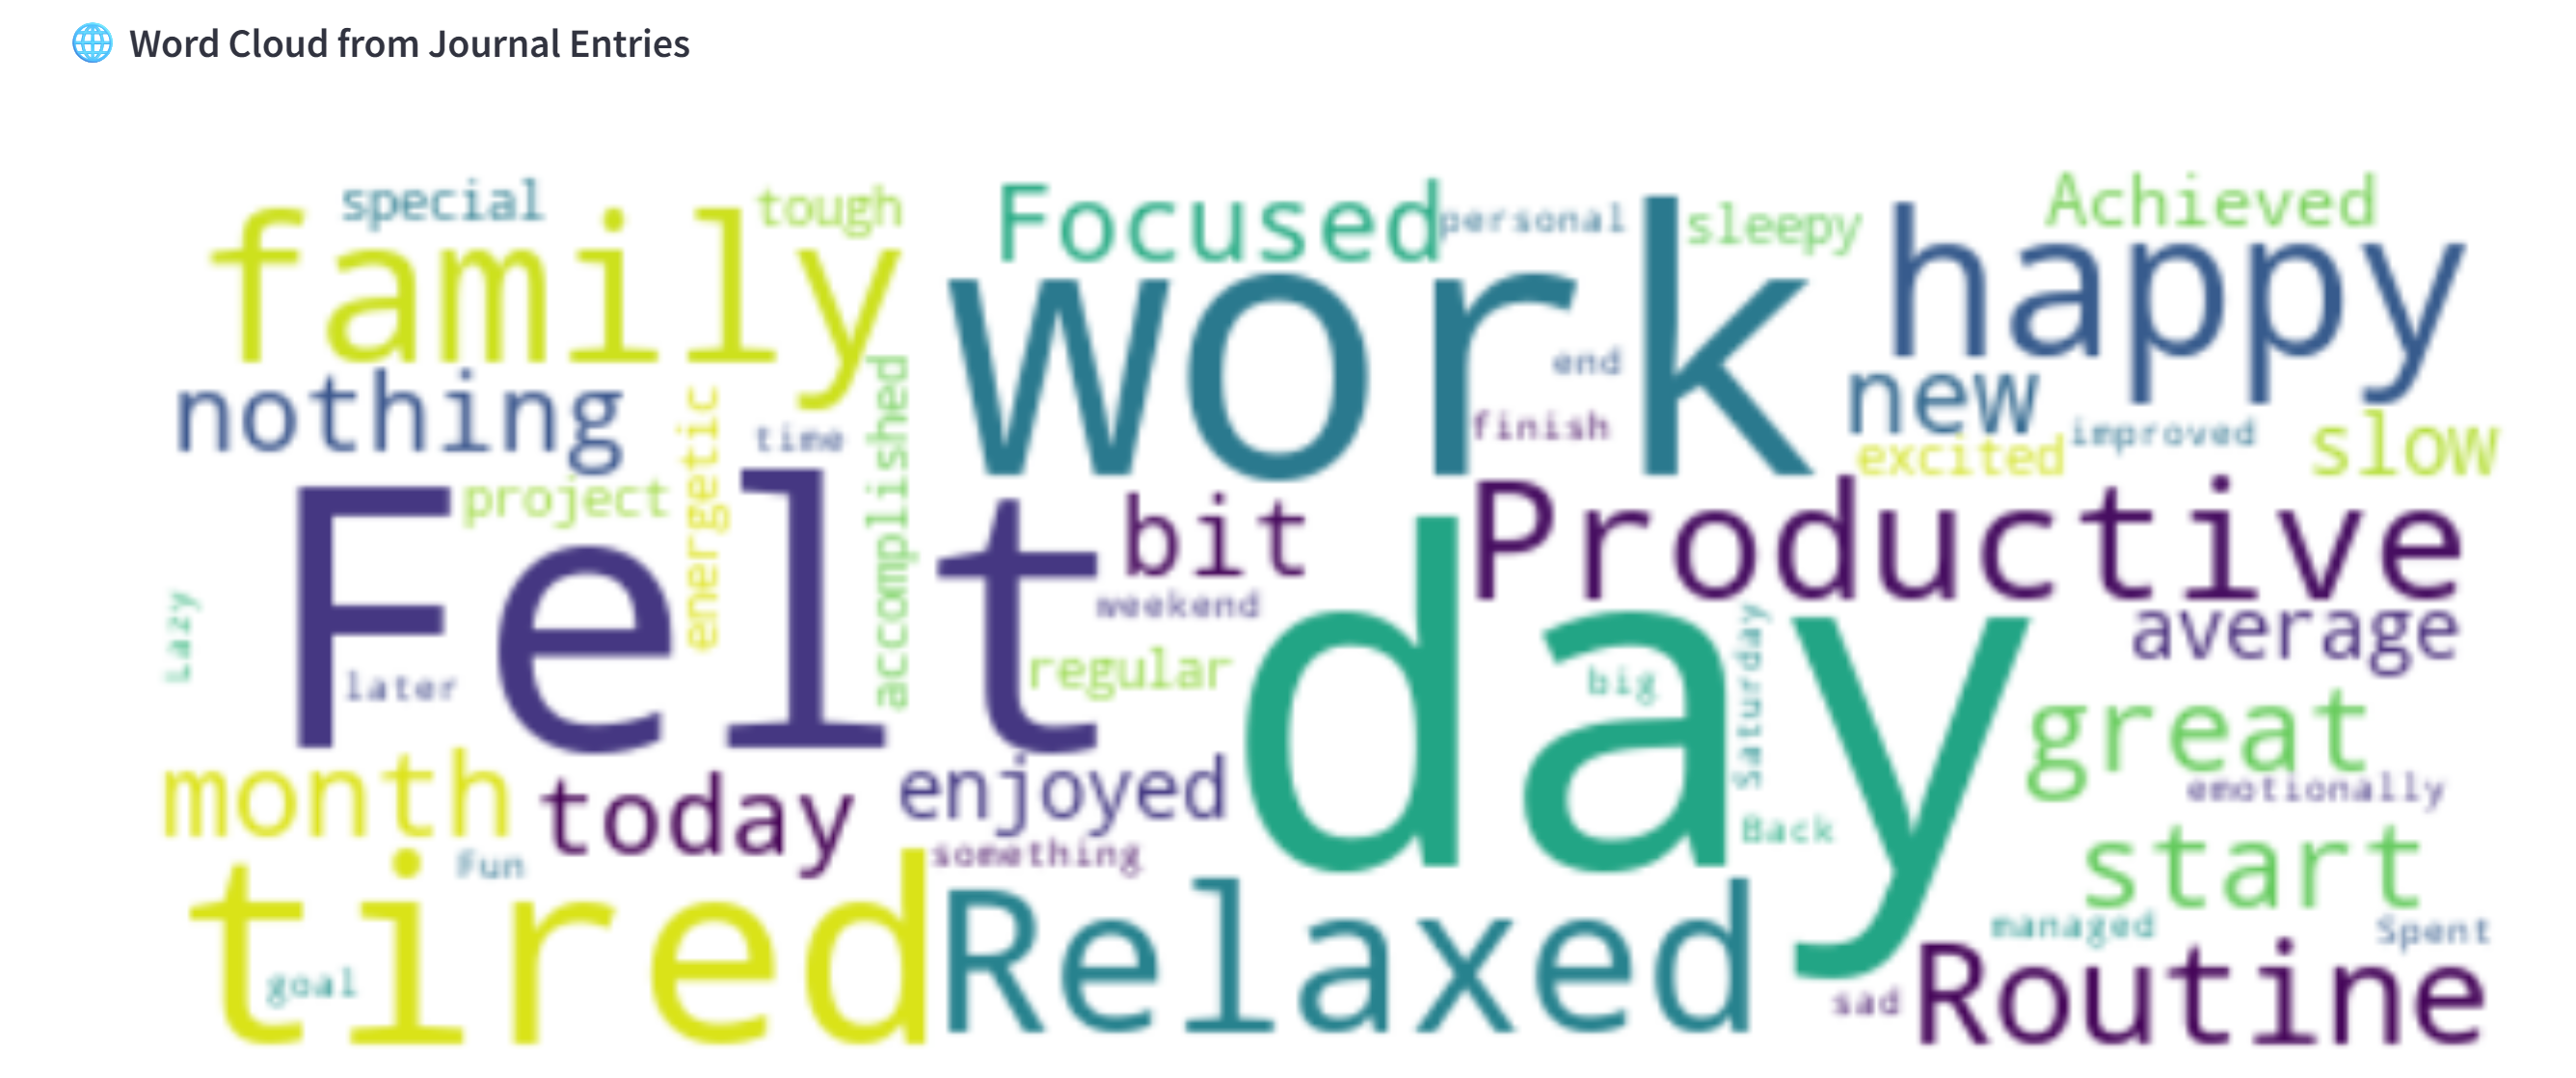 Word Cloud from Journal Entries
special
tough
Focused
personal
sleepy
Achieved
family
work
happy
end
nothing
time
energetic
accomplished
finish
new
excited
improved
slow
project
Felt
bit
Productive
weekend
Lazy
later
regular
day
big
Saturday
average
great
emotionally
month
today
enjoyed
Back
something
Fun
start
tired
goal
Relaxed
managed
Spent
sad
Routine